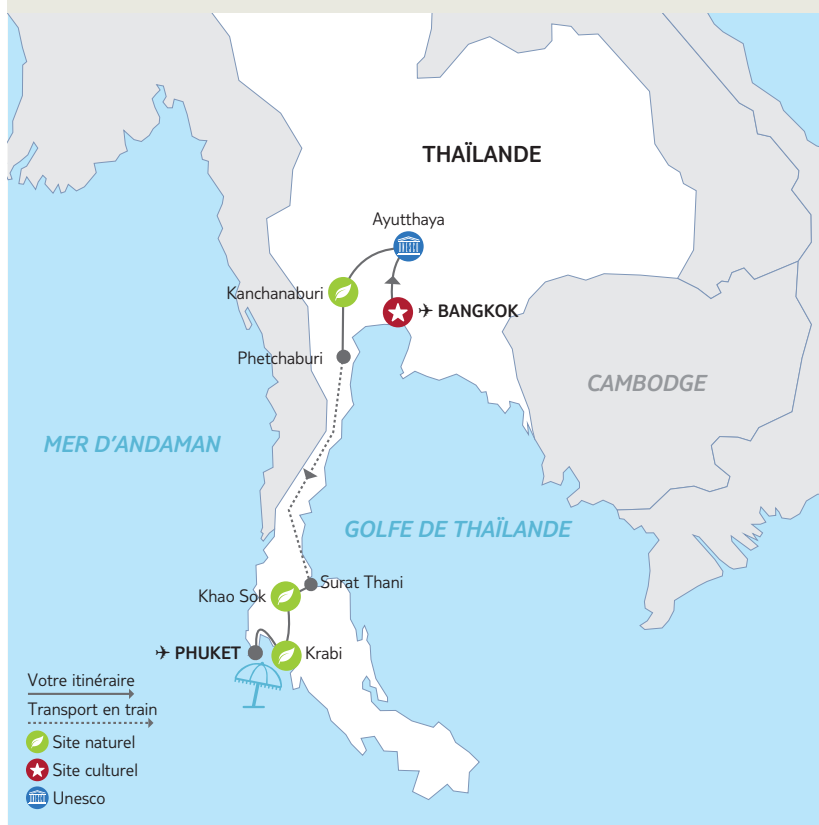 THAÏLANDE
Ayutthaya
Kanchanaburi
BANGKOK
Phetchaburi
CAMBODGE
MER D'ANDAMAN
GOLFE DE THAÏLANDE
Surat Thani
Khao Sok
PHUKET
Krabi
Votre itinéraire
Transport en train
Site naturel
Site culturel
Unesco